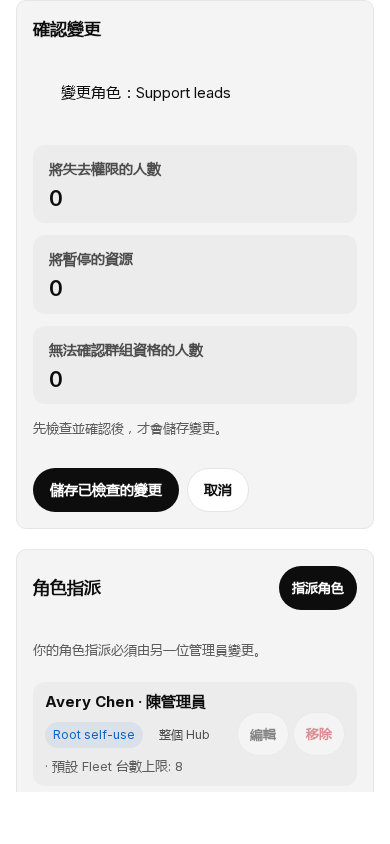 確認變更
變更角色：Support leads
將失去權限的人數
0
將暫停的資源
0
無法確認群組資格的人數
0
先檢查並確認後，才會儲存變更。
儲存已檢查的變更
取消
角色指派
指派角色
你的角色指派必須由另一位管理員變更。
Avery Chen · 陳管理員
Root self-use
整個 Hub
編輯
移除
· 預設 Fleet 台數上限: 8